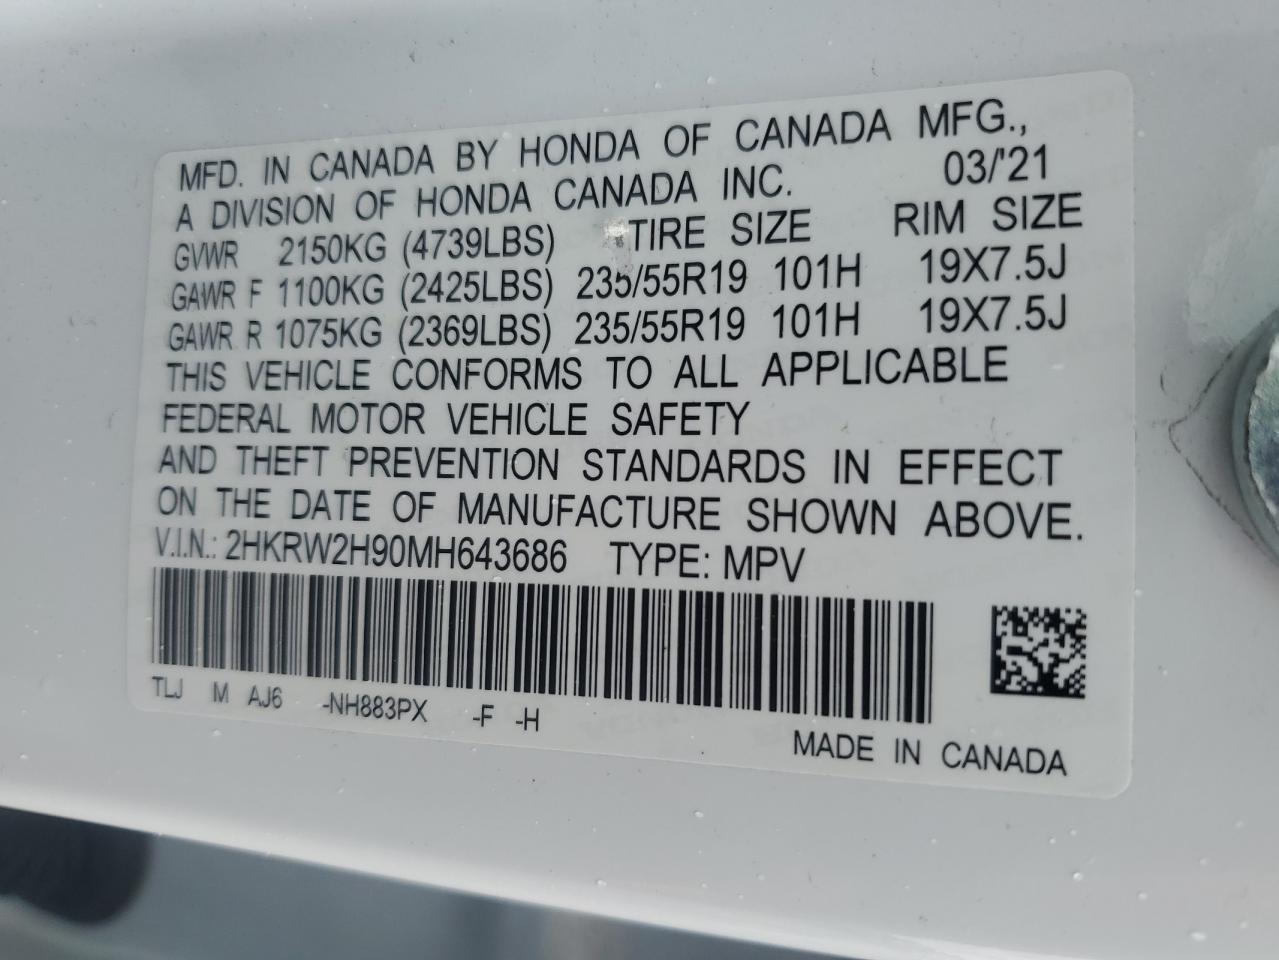 MFD. IN CANADA BY HONDA OF CANADA MFG.,
A DIVISION OF HONDA CANADA INC. 03/'21
GVWR 2150KG (4739LBS) TIRE SIZE RIM SIZE
GAWR F 1100KG (2425LBS) 235/55R19 101H 19X7.5J
GAWR R 1075KG (2369LBS) 235/55R19 101H 19X7.5J
THIS VEHICLE CONFORMS TO ALL APPLICABLE
FEDERAL MOTOR VEHICLE SAFETY
AND THEFT PREVENTION STANDARDS IN EFFECT
ON THE DATE OF MANUFACTURE SHOWN ABOVE.
V.I.N.: 2HKRW2H90MH643686 TYPE: MPV
TLJ M AJ6 -NH883PX -F -H
MADE IN CANADA